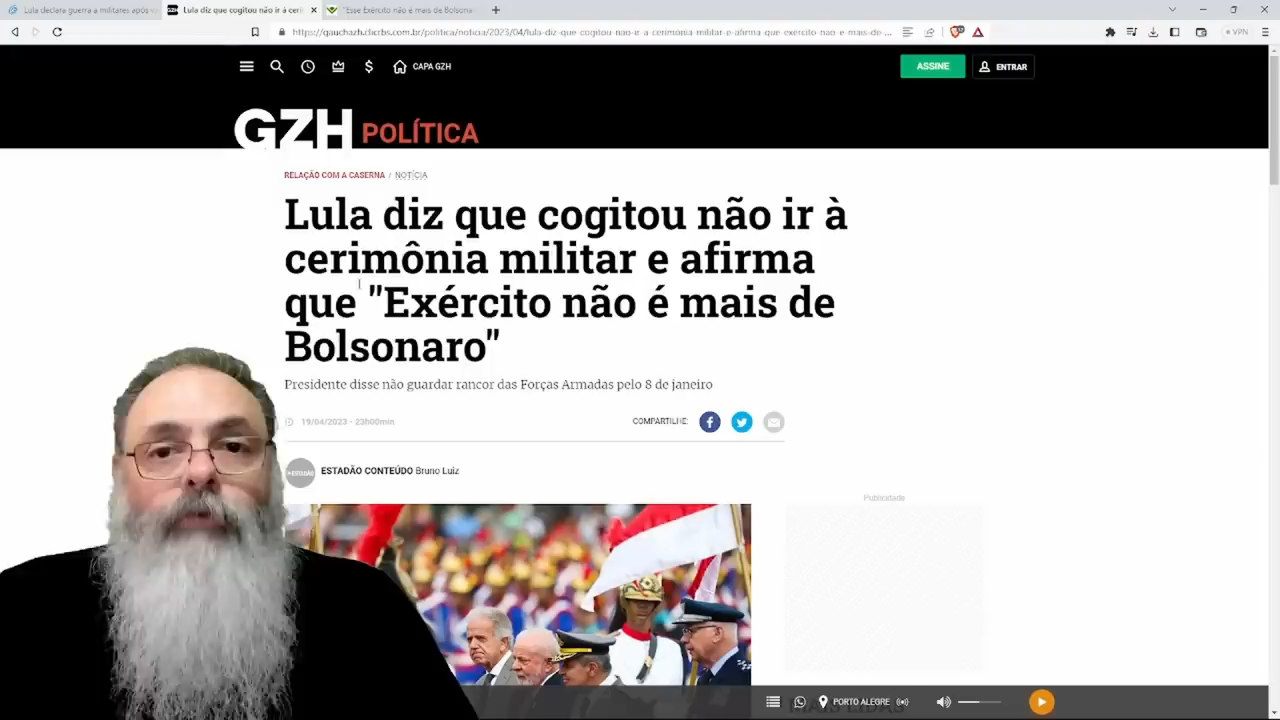 Lula declara guerra a militares após v
Lula diz que cogitou não ir à ceri
"Esse Exército não é mais de Bolsona
https://gauchazh.clicrbs.com.br/politica/noticia/2023/04/lula-diz-que-cogitou-nao-ir-a-cerimonia-militar-e-afirma-que-exercito-nao-e-mais-de-...
VPN
CAPA GZH
ASSINE
ENTRAR
GZH POLÍTICA
RELAÇÃO COM A CASERNA / NOTÍCIA
Lula diz que cogitou não ir à
cerimônia militar e afirma
que "Exército não é mais de
Bolsonaro"
Presidente disse não guardar rancor das Forças Armadas pelo 8 de janeiro
19/04/2023 - 23h00min
COMPARTILHE:
ESTADÃO
ESTADÃO CONTEÚDO Bruno Luiz
Publicidade
PORTO ALEGRE